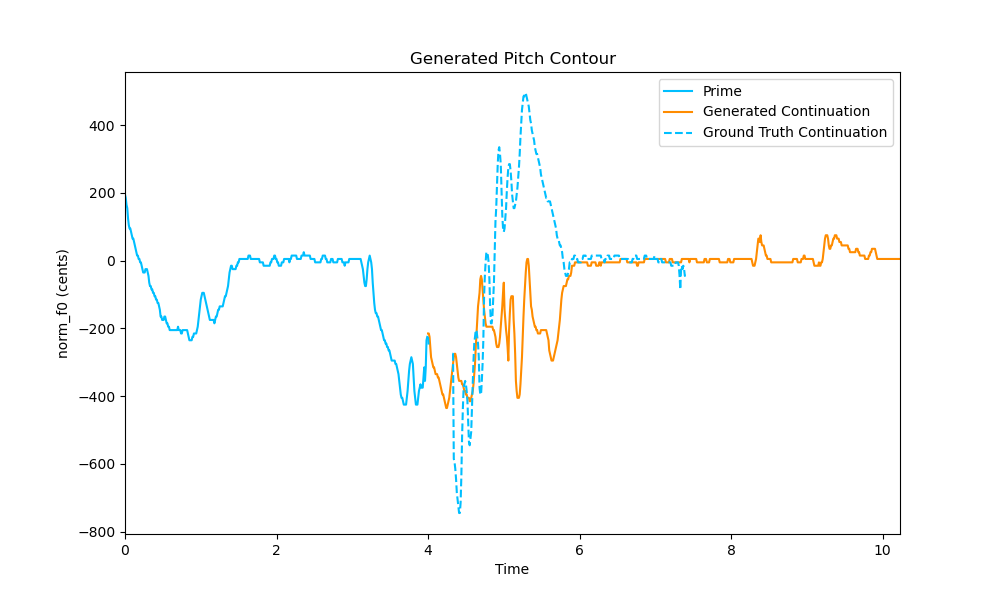 Generated Pitch Contour
Prime
Generated Continuation
Ground Truth Continuation
norm_f0 (cents)
400
200
0
−200
−400
−600
−800
0 2 4 6 8 10
Time